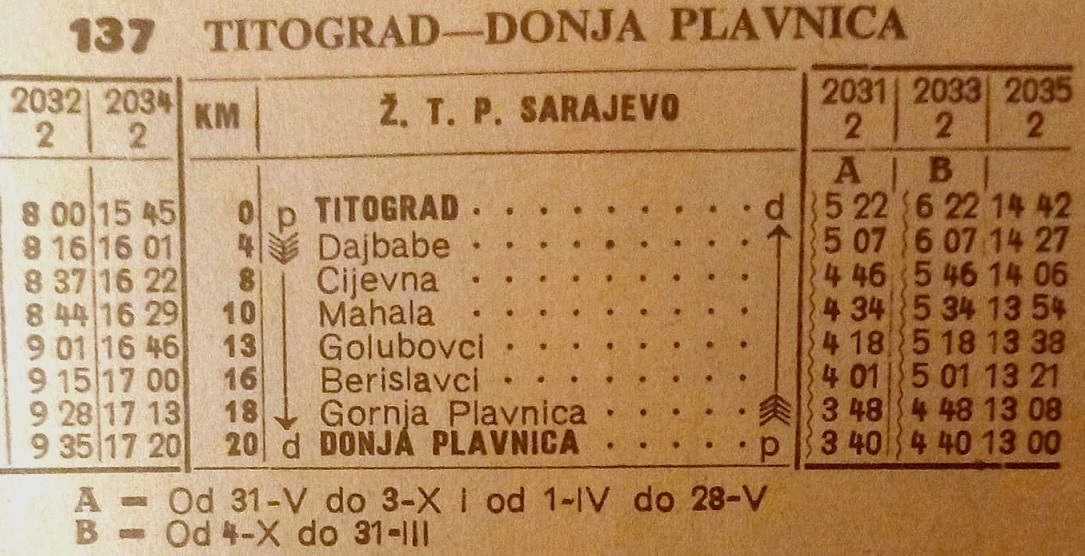 137 TITOGRAD—DONJA PLAVNICA
2032 2034 KM Ž. T. P. SARAJEVO 2031 2033 2035
2 2 2 2 2
A B
8 00 15 45 0 p TITOGRAD . . . . . . . . . . d 5 22 6 22 14 42
8 16 16 01 4 Dajbabe . . . . . . . . . 5 07 6 07 14 27
8 37 16 22 8 Cijevna . . . . . . . . . 4 46 5 46 14 06
8 44 16 29 10 Mahala . . . . . . . . . 4 34 5 34 13 54
9 01 16 46 13 Golubovci . . . . . . . . 4 18 5 18 13 38
9 15 17 00 16 Berislavci . . . . . . . . 4 01 5 01 13 21
9 28 17 13 18 Gornja Plavnica . . . . . 3 48 4 48 13 08
9 35 17 20 20 d DONJA PLAVNICA . . . . . p 3 40 4 40 13 00
A — Od 31-V do 3-X i od 1-IV do 28-V
B — Od 4-X do 31-III